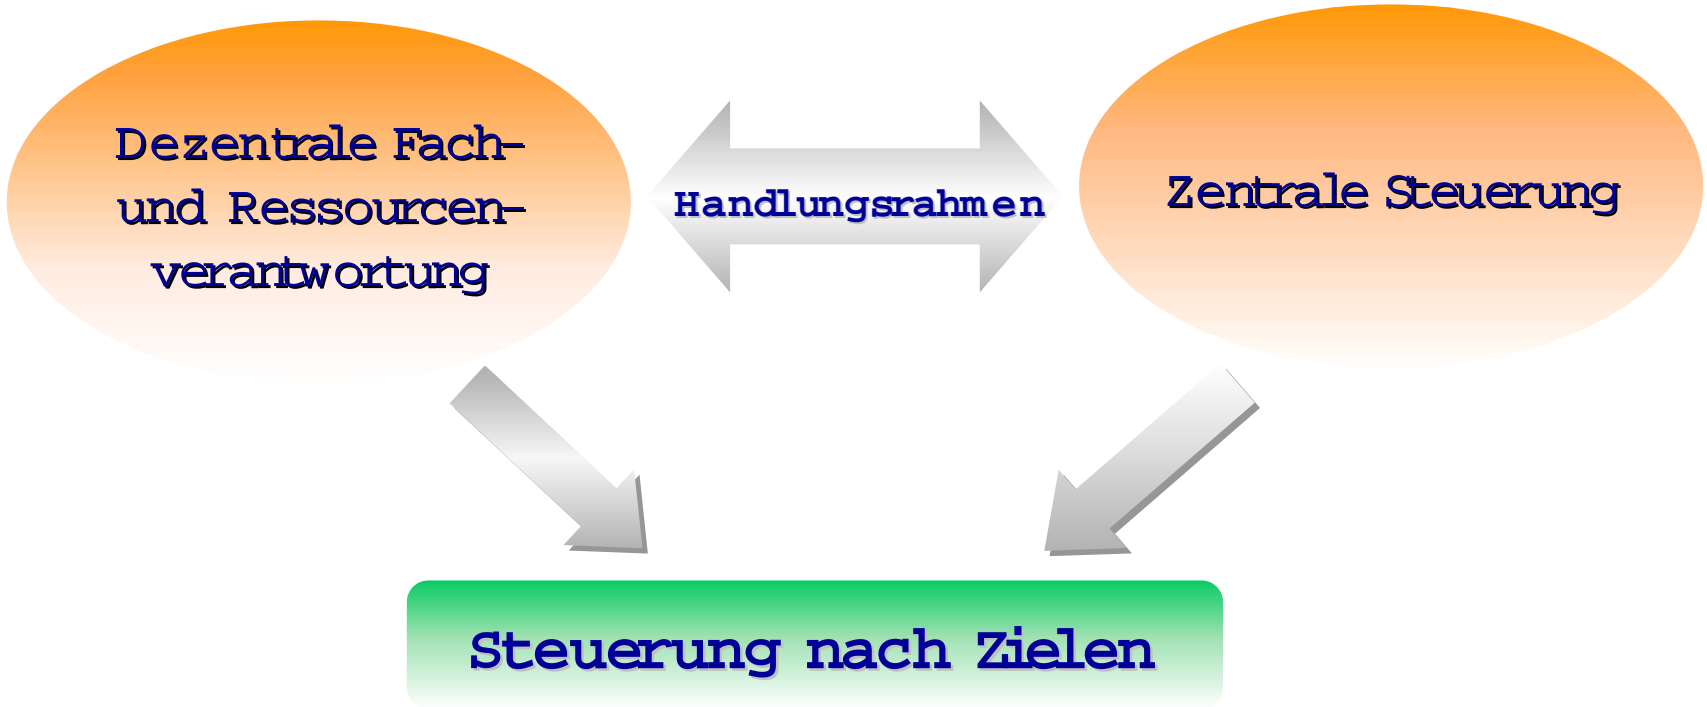 Dezentrale Fach-
und Ressourcen-
verantwortung
Handlungsrahmen
Zentrale Steuerung
Steuerung nach Zielen